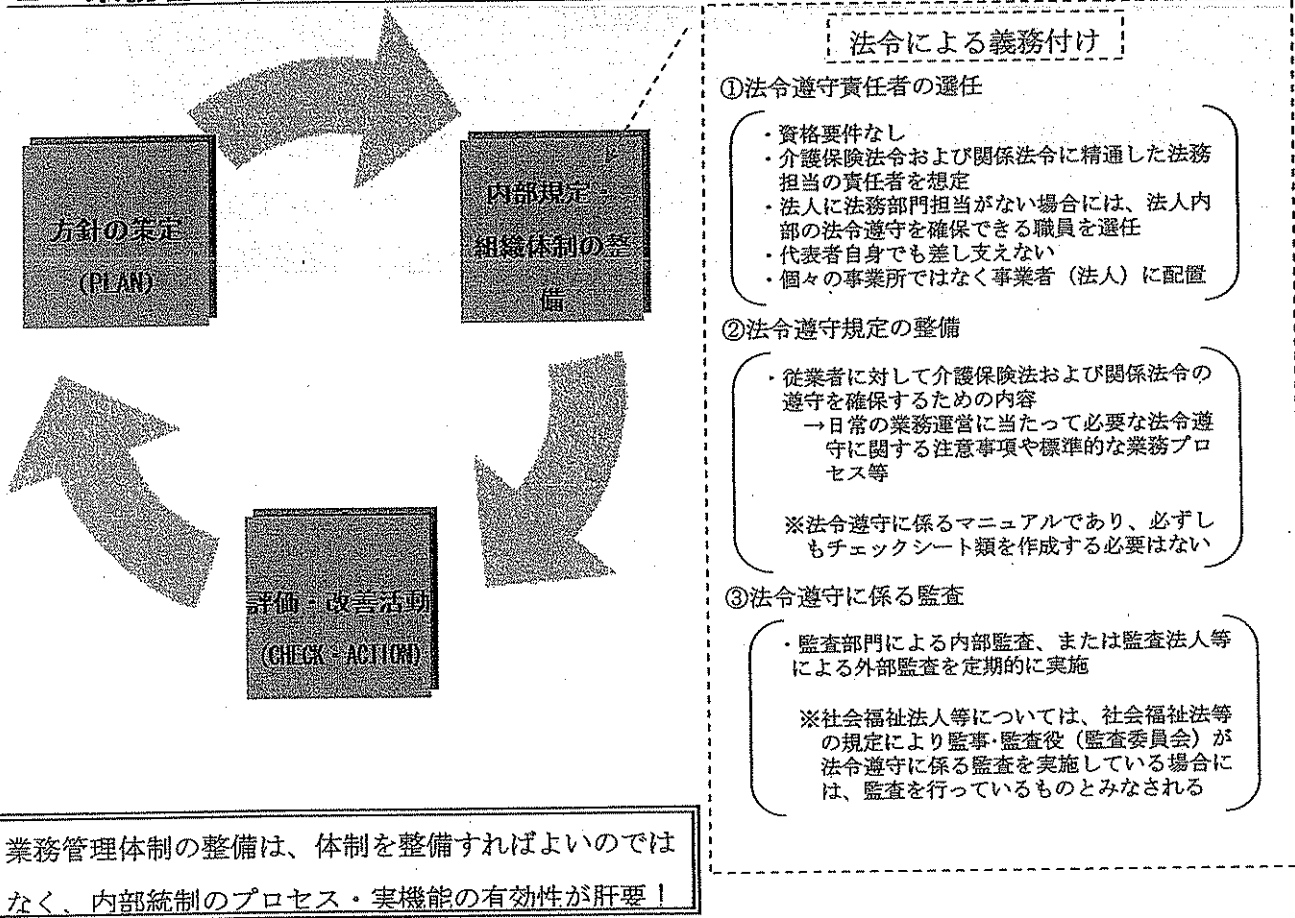 方針の策定
(PLAN)
内部規定・
組織体制の整
備
評価・改善活動
(CHECK・ACTION)
業務管理体制の整備は、体制を整備すればよいのでは
なく、内部統制のプロセス・実機能の有効性が肝要！
法令による義務付け
①法令遵守責任者の選任
・資格要件なし
・介護保険法令および関係法令に精通した法務
担当の責任者を想定
・法人に法務部門担当がない場合には、法人内
部の法令遵守を確保できる職員を選任
・代表者自身でも差し支えない
・個々の事業所ではなく事業者（法人）に配置
②法令遵守規定の整備
・従業者に対して介護保険法および関係法令の
遵守を確保するための内容
→日常の業務運営に当たって必要な法令遵
守に関する注意事項や標準的な業務プロ
セス等
※法令遵守に係るマニュアルであり、必ずし
もチェックシート類を作成する必要はない
③法令遵守に係る監査
・監査部門による内部監査、または監査法人等
による外部監査を定期的に実施
※社会福祉法人等については、社会福祉法等
の規定により監事・監査役（監査委員会）が
法令遵守に係る監査を実施している場合に
は、監査を行っているものとみなされる